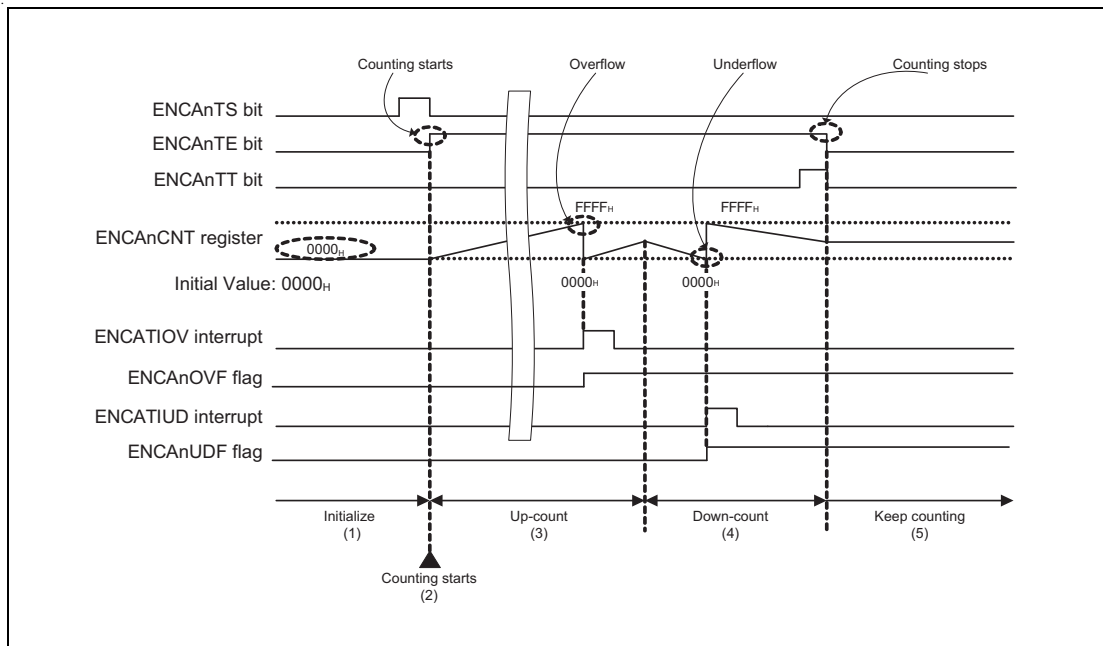 Counting starts
Overflow
Underflow
Counting stops
ENCAnTS bit
ENCAnTE bit
ENCAnTT bit
FFFFH
FFFFH
ENCAnCNT register
0000H
0000H
0000H
Initial Value: 0000H
ENCATIOV interrupt
ENCAnOVF flag
ENCATIUD interrupt
ENCAnUDF flag
Initialize
(1)
Up-count
(3)
Down-count
(4)
Keep counting
(5)
Counting starts
(2)